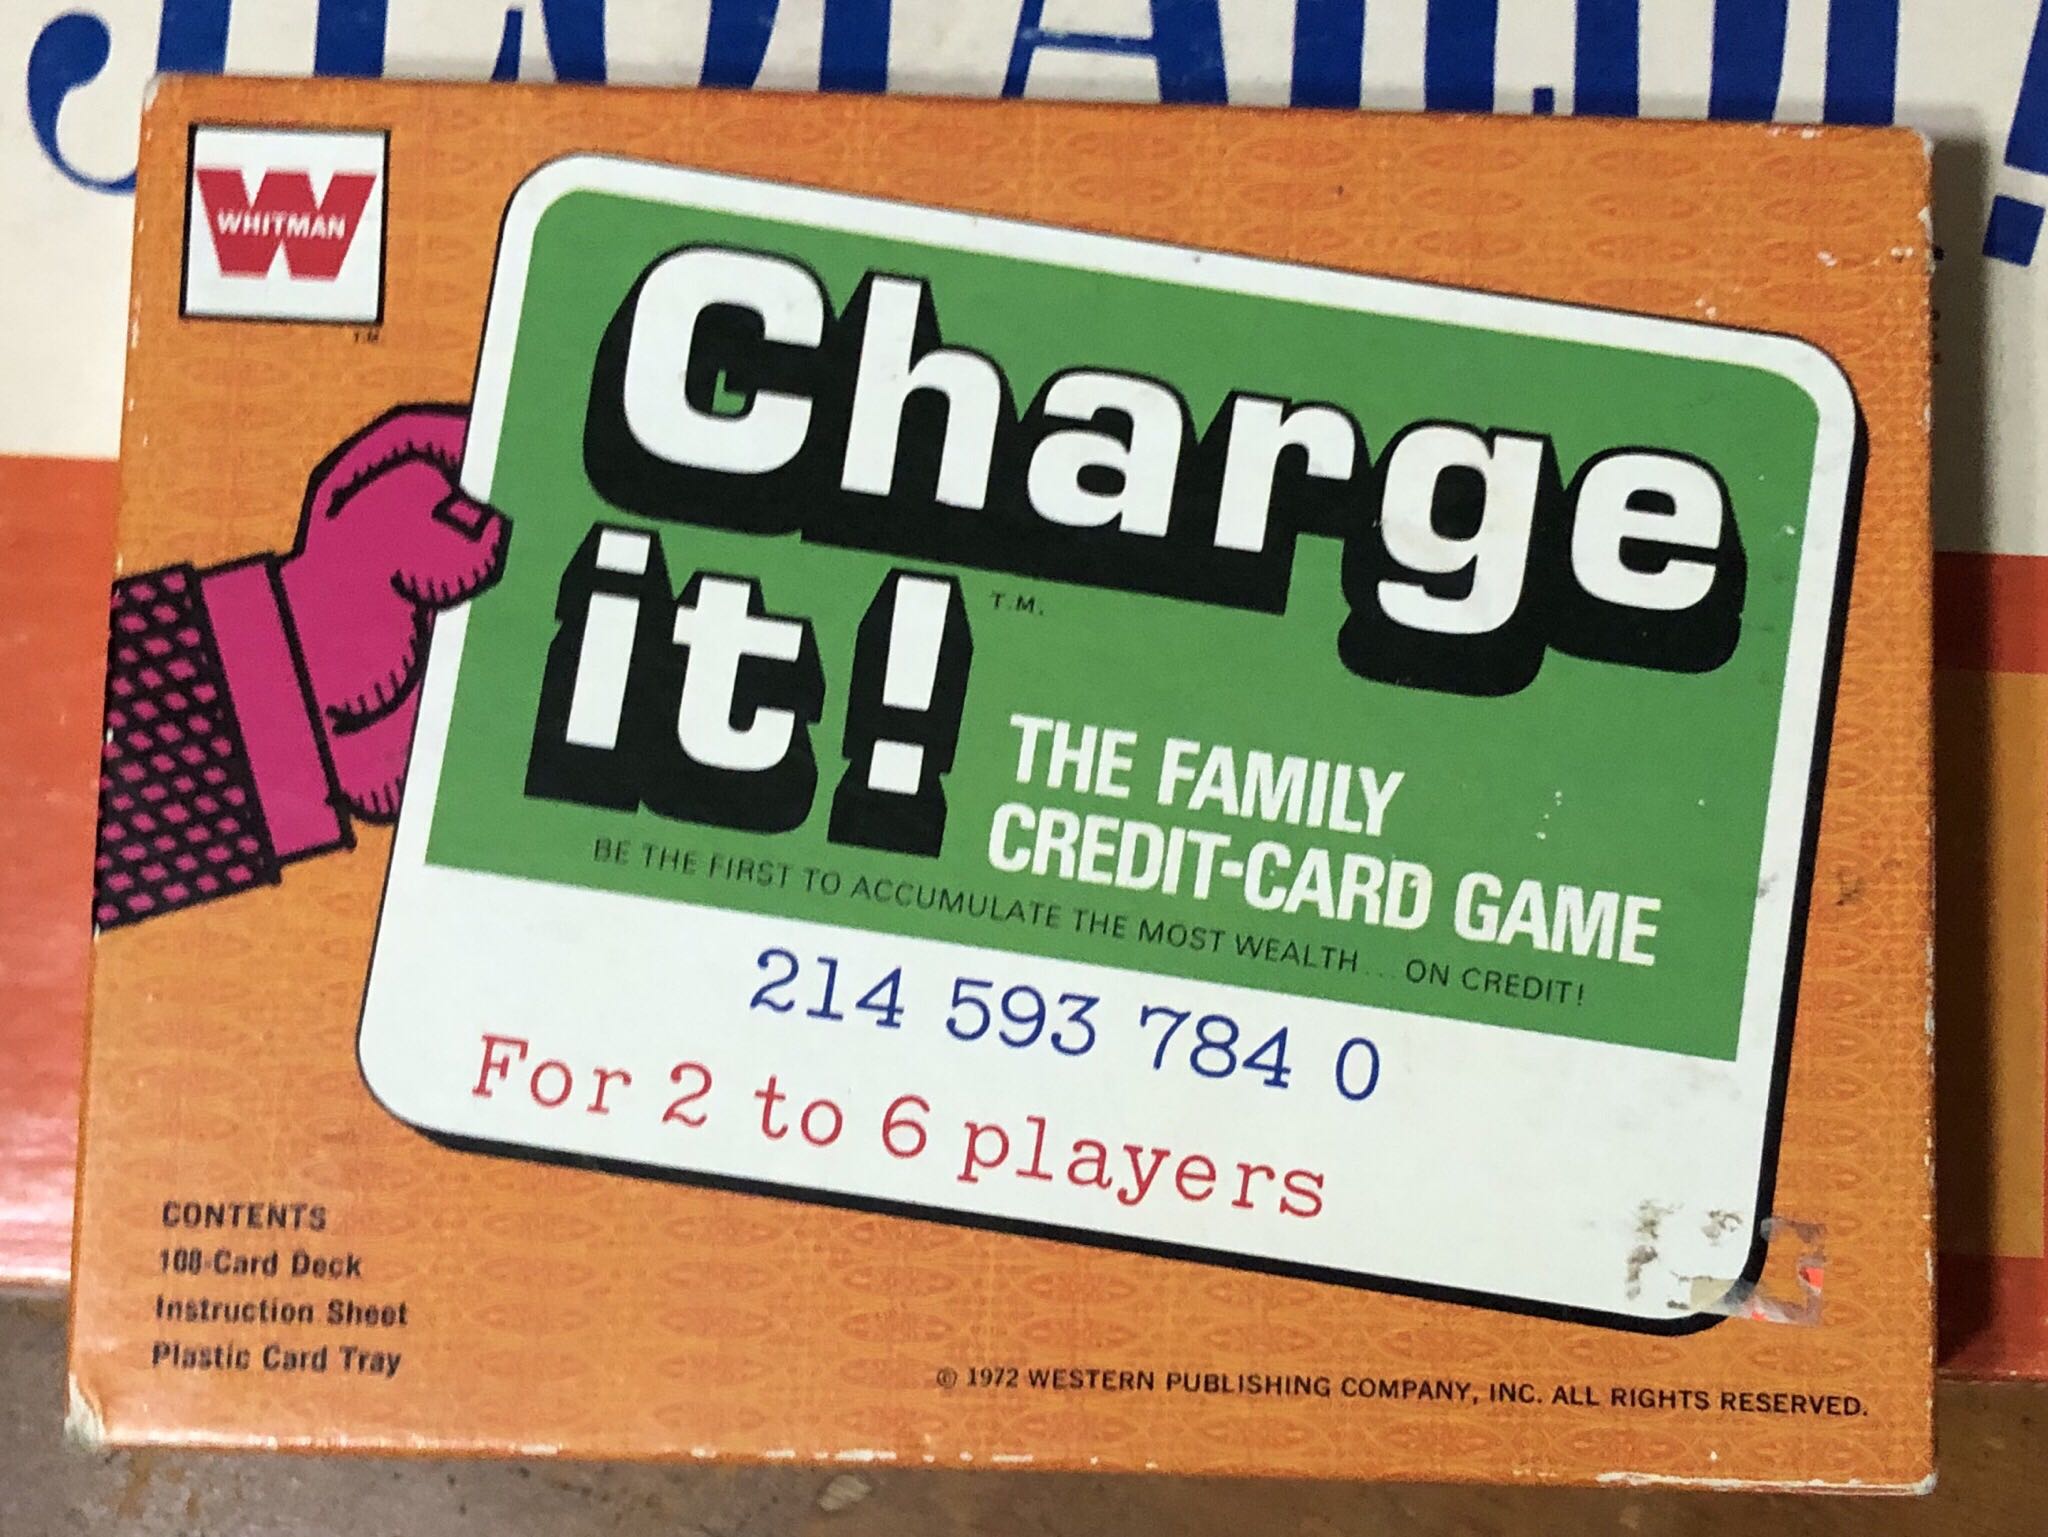 JEOPARDY!
WHITMAN
T.M.
Charge
it!
T.M.
THE FAMILY
CREDIT-CARD GAME
BE THE FIRST TO ACCUMULATE THE MOST WEALTH... ON CREDIT!
214 593 784 0
For 2 to 6 players
CONTENTS
108-Card Deck
Instruction Sheet
Plastic Card Tray
© 1972 WESTERN PUBLISHING COMPANY, INC. ALL RIGHTS RESERVED.